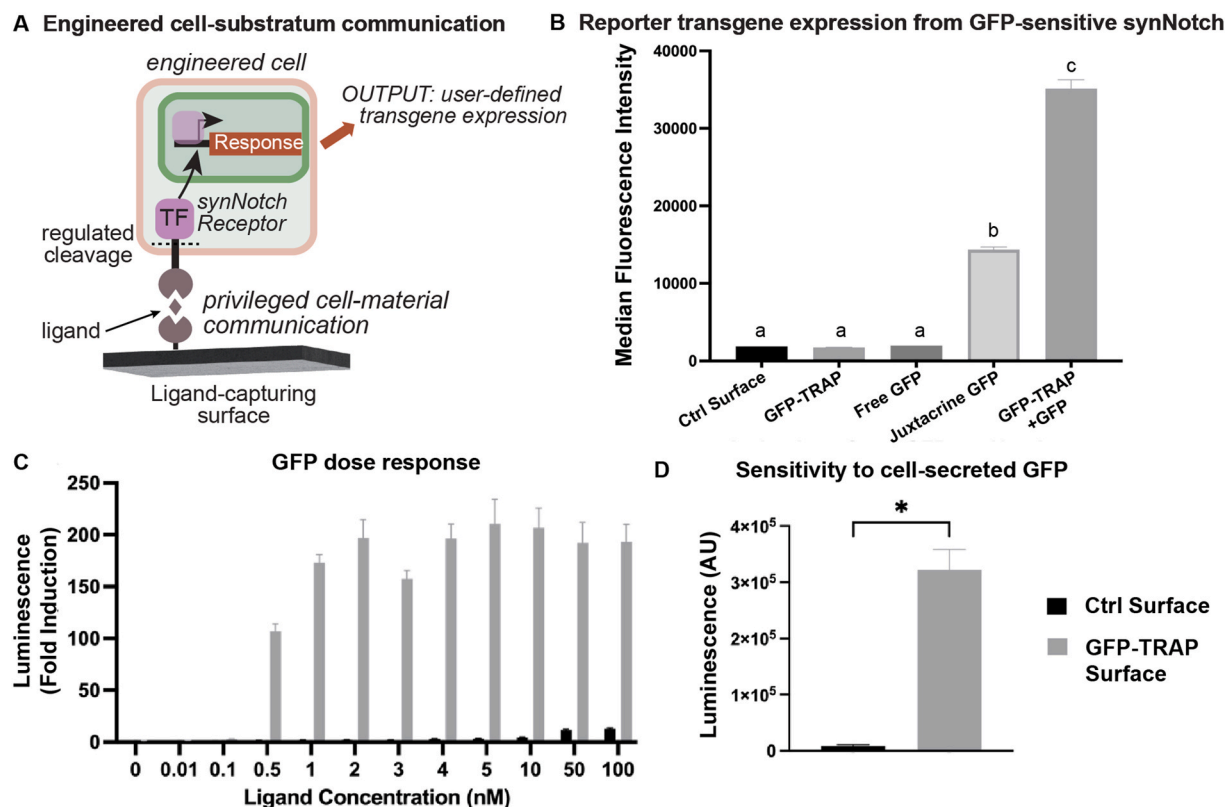 A Engineered cell-substratum communication
engineered cell
OUTPUT: user-defined
transgene expression
Response
TF
synNotch
Receptor
regulated
cleavage
privileged cell-material
communication
ligand
Ligand-capturing
surface
B Reporter transgene expression from GFP-sensitive synNotch
Median Fluorescence Intensity
40000
30000
20000
10000
0
a
a
a
b
c
Ctrl Surface
GFP-TRAP
Free GFP
Juxtacrine GFP
GFP-TRAP
+GFP
C GFP dose response
Luminescence
(Fold Induction)
250
200
150
100
50
0
0 0.01 0.1 0.5 1 2 3 4 5 10 50 100
Ligand Concentration (nM)
D Sensitivity to cell-secreted GFP
Luminescence (AU)
4×10⁵
3×10⁵
2×10⁵
1×10⁵
0
*
Ctrl Surface
GFP-TRAP
Surface